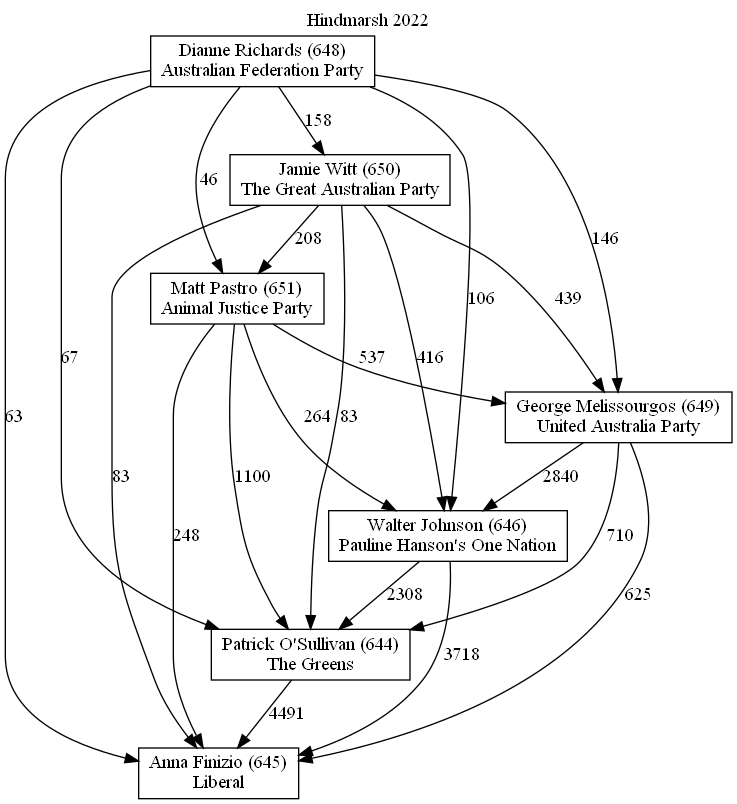 Hindmarsh 2022
Dianne Richards (648)
Australian Federation Party
158
Jamie Witt (650)
The Great Australian Party
46
208
146
Matt Pastro (651)
Animal Justice Party
106
439
67
537
416
63
264
83
George Melissourgos (649)
United Australia Party
83
1100
2840
248
Walter Johnson (646)
Pauline Hanson's One Nation
710
2308
625
Patrick O'Sullivan (644)
The Greens
3718
4491
Anna Finizio (645)
Liberal